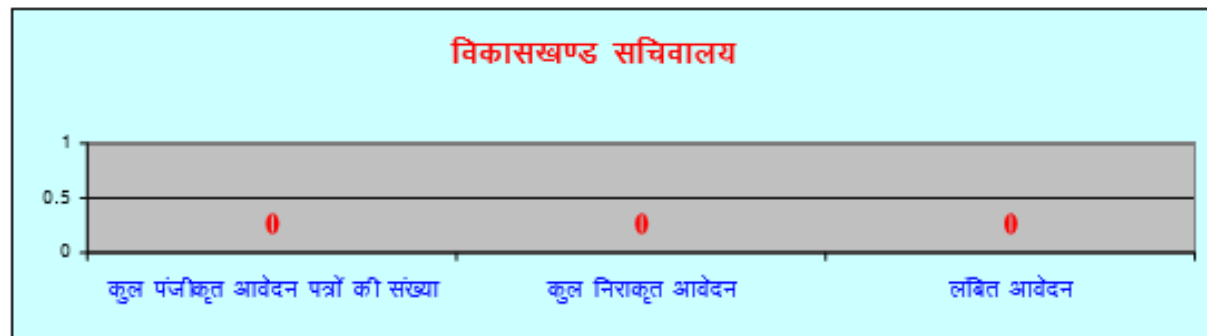 विकासखण्ड सचिवालय
1
0.5
0
0 0 0
कुल पंजीकृत आवेदन पत्रों की संख्या कुल निराकृत आवेदन लंबित आवेदन